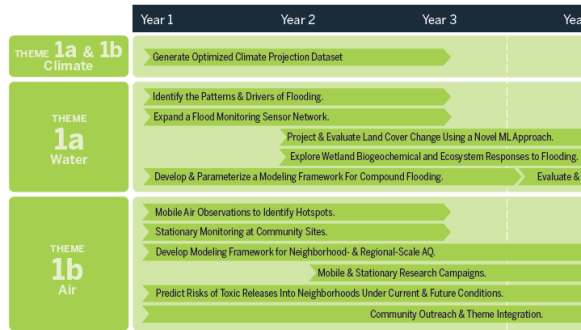 Year 1 Year 2 Year 3 Yea
THEME 1a & 1b
Climate
Generate Optimized Climate Projection Dataset
THEME
1a
Water
Identify the Patterns & Drivers of Flooding.
Expand a Flood Monitoring Sensor Network.
Project & Evaluate Land Cover Change Using a Novel ML Approach.
Explore Wetland Biogeochemical and Ecosystem Responses to Flooding.
Develop & Parameterize a Modeling Framework For Compound Flooding. Evaluate &
THEME
1b
Air
Mobile Air Observations to Identify Hotspots.
Stationary Monitoring at Community Sites.
Develop Modeling Framework for Neighborhood- & Regional-Scale AQ.
Mobile & Stationary Research Campaigns.
Predict Risks of Toxic Releases Into Neighborhoods Under Current & Future Conditions.
Community Outreach & Theme Integration.